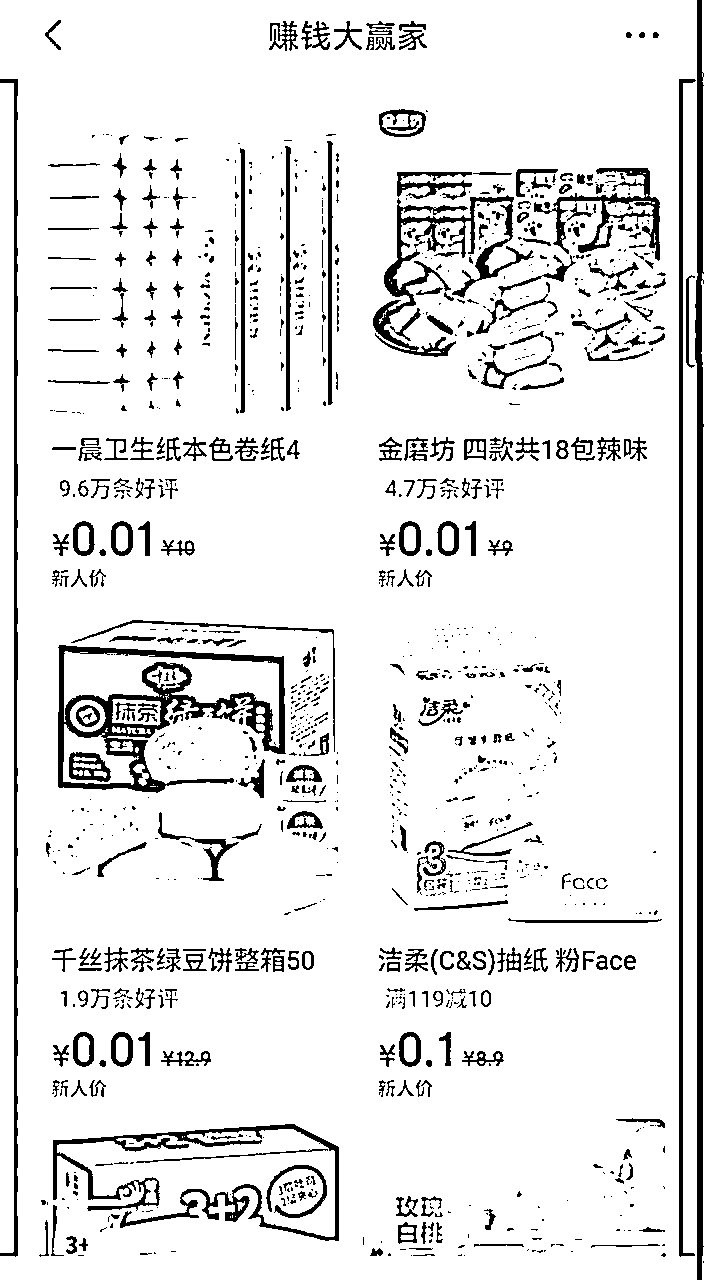 赚钱大赢家
一晨卫生纸本色卷纸4
9.6万条好评
¥0.01 ¥10
新人价
金磨坊 四款共18包辣味
4.7万条好评
¥0.01 ¥9
新人价
抹茶
千丝抹茶绿豆饼整箱50
1.9万条好评
¥0.01 ¥12.9
新人价
洁柔
Face
洁柔(C&S)抽纸 粉Face
满119减10
¥0.1 ¥8.9
新人价
3+2
3+
玫瑰
白桃